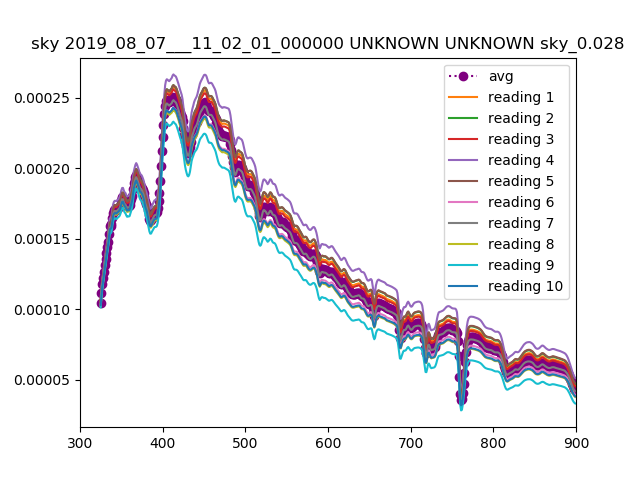 sky 2019_08_07___11_02_01_000000 UNKNOWN UNKNOWN sky_0.028
avg
reading 1
reading 2
reading 3
reading 4
reading 5
reading 6
reading 7
reading 8
reading 9
reading 10
0.00025
0.00020
0.00015
0.00010
0.00005
300 400 500 600 700 800 900